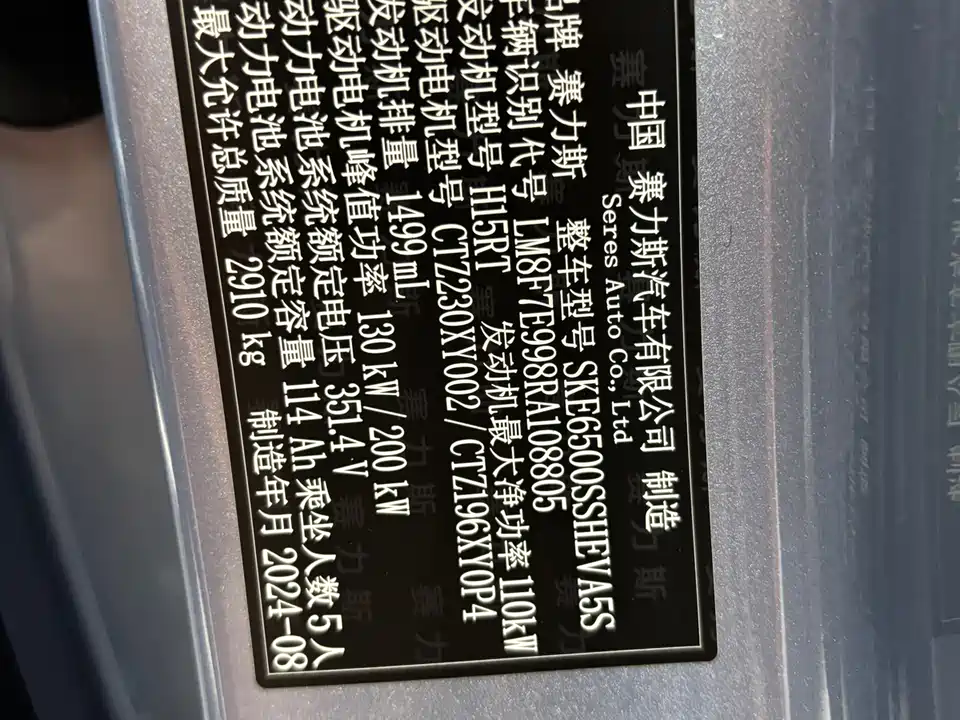 中国 赛力斯汽车有限公司 制造
Seres Auto Co., Ltd
品牌 赛力斯 整车型号 SKE6500SSHEVA5S
车辆识别代号 LM8F7E998RA108805
发动机型号 H15RT 发动机最大净功率 110kW
驱动电机型号 CTZ230XY002/CTZ196XY0P4
发动机排量 1499 mL
驱动电机峰值功率 130 kW/200 kW
动力电池系统额定电压 351.4 V
动力电池系统额定容量 114 Ah 乘坐人数 5 人
最大允许总质量 2910 kg 制造年月 2024-08